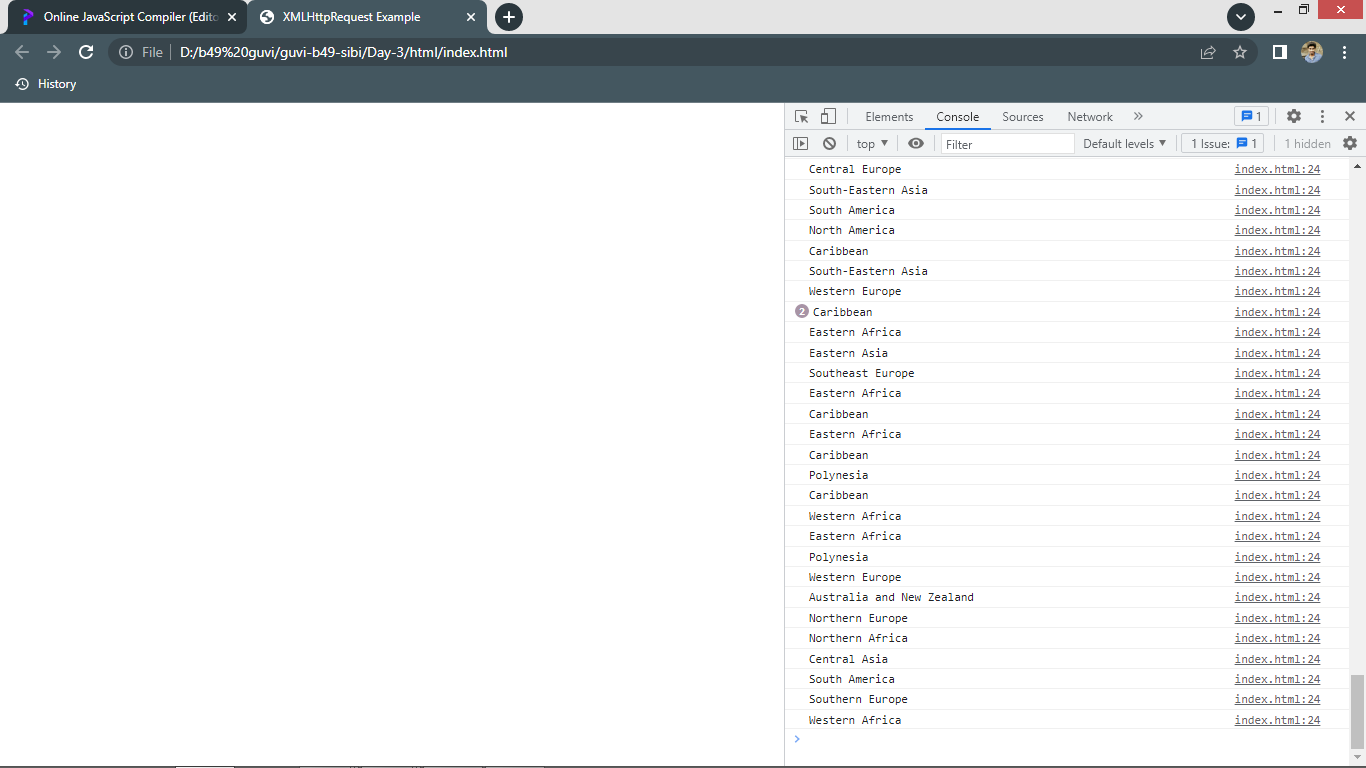 Online JavaScript Compiler (Edito
XMLHttpRequest Example
File
D:/b49%20guvi/guvi-b49-sibi/Day-3/html/index.html
History
Elements Console Sources Network » 1
top Filter Default levels 1 Issue: 1 1 hidden
Central Europe index.html:24
South-Eastern Asia index.html:24
South America index.html:24
North America index.html:24
Caribbean index.html:24
South-Eastern Asia index.html:24
Western Europe index.html:24
2 Caribbean index.html:24
Eastern Africa index.html:24
Eastern Asia index.html:24
Southeast Europe index.html:24
Eastern Africa index.html:24
Caribbean index.html:24
Eastern Africa index.html:24
Caribbean index.html:24
Polynesia index.html:24
Caribbean index.html:24
Western Africa index.html:24
Eastern Africa index.html:24
Polynesia index.html:24
Western Europe index.html:24
Australia and New Zealand index.html:24
Northern Europe index.html:24
Northern Africa index.html:24
Central Asia index.html:24
South America index.html:24
Southern Europe index.html:24
Western Africa index.html:24